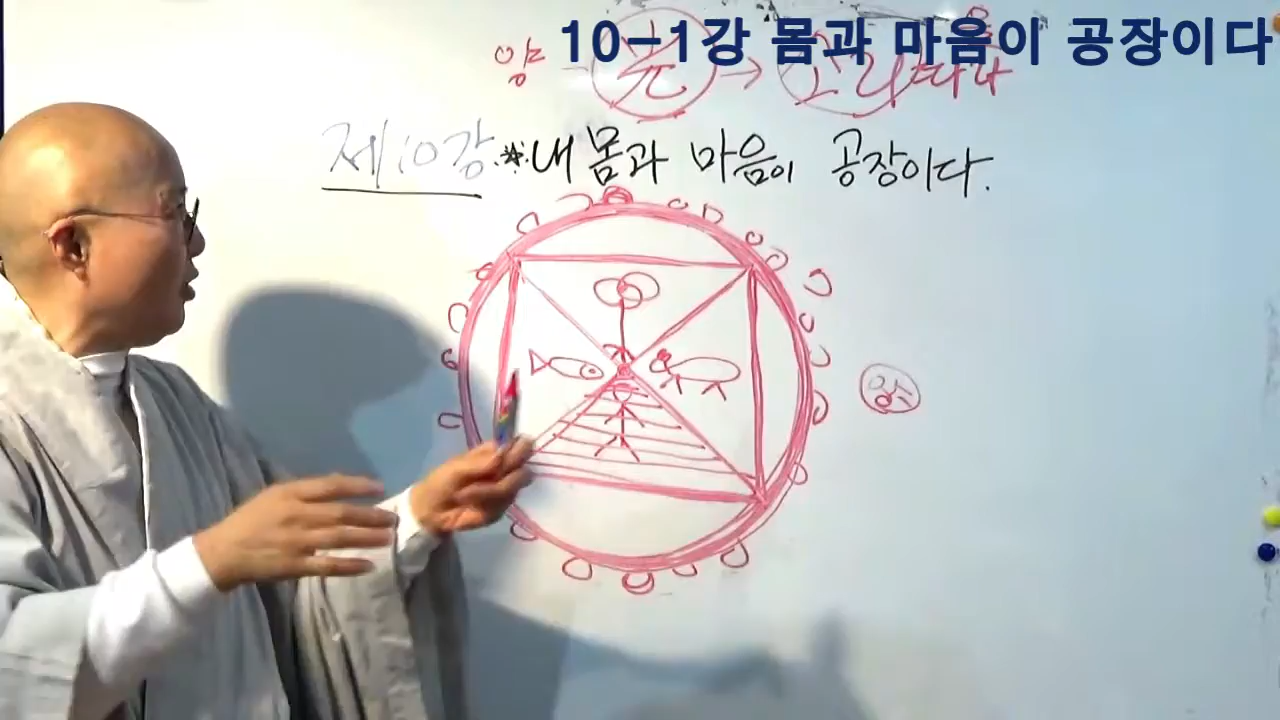 10-1강 몸과 마음이 공장이다
양
제10강 * 내 몸과 마음이 공장이다.